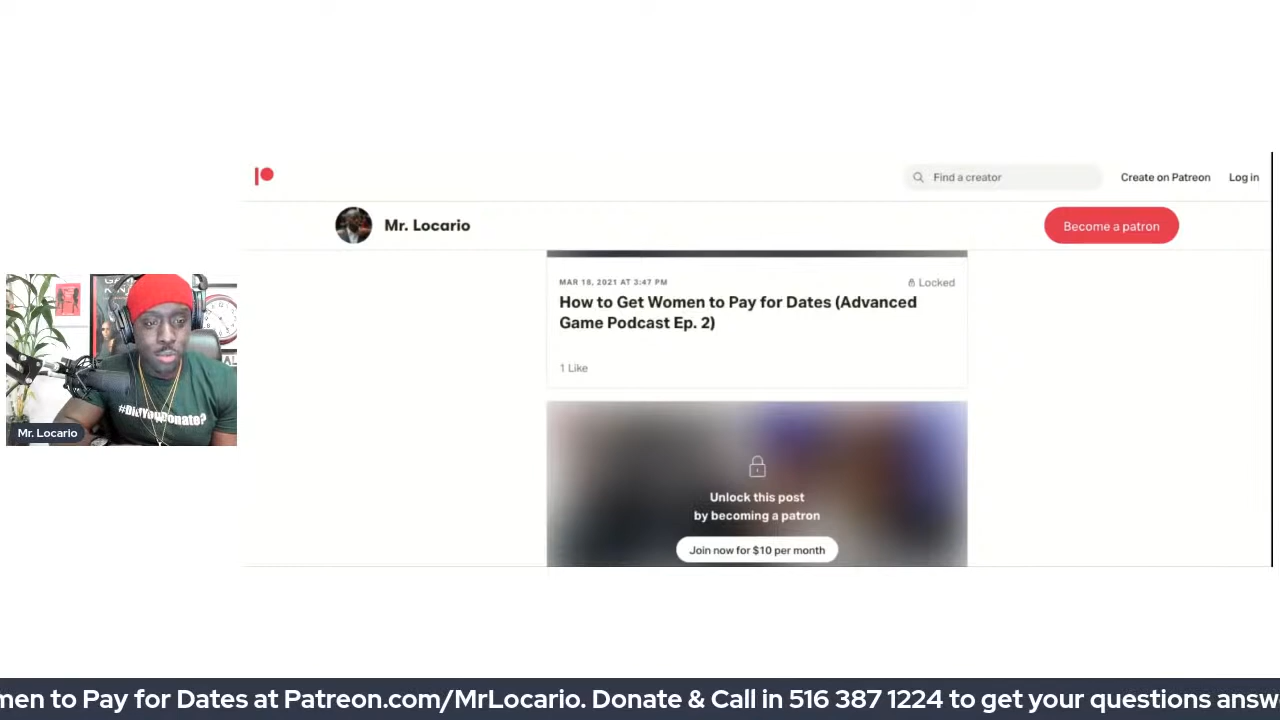 Find a creator
Create on Patreon
Log in
Mr. Locario
Become a patron
MAR 18, 2021 AT 3:47 PM
Locked
How to Get Women to Pay for Dates (Advanced
Game Podcast Ep. 2)
1 Like
#DidYouDonate?
Mr. Locario
Unlock this post
by becoming a patron
Join now for $10 per month
men to Pay for Dates at Patreon.com/MrLocario. Donate & Call in 516 387 1224 to get your questions answ